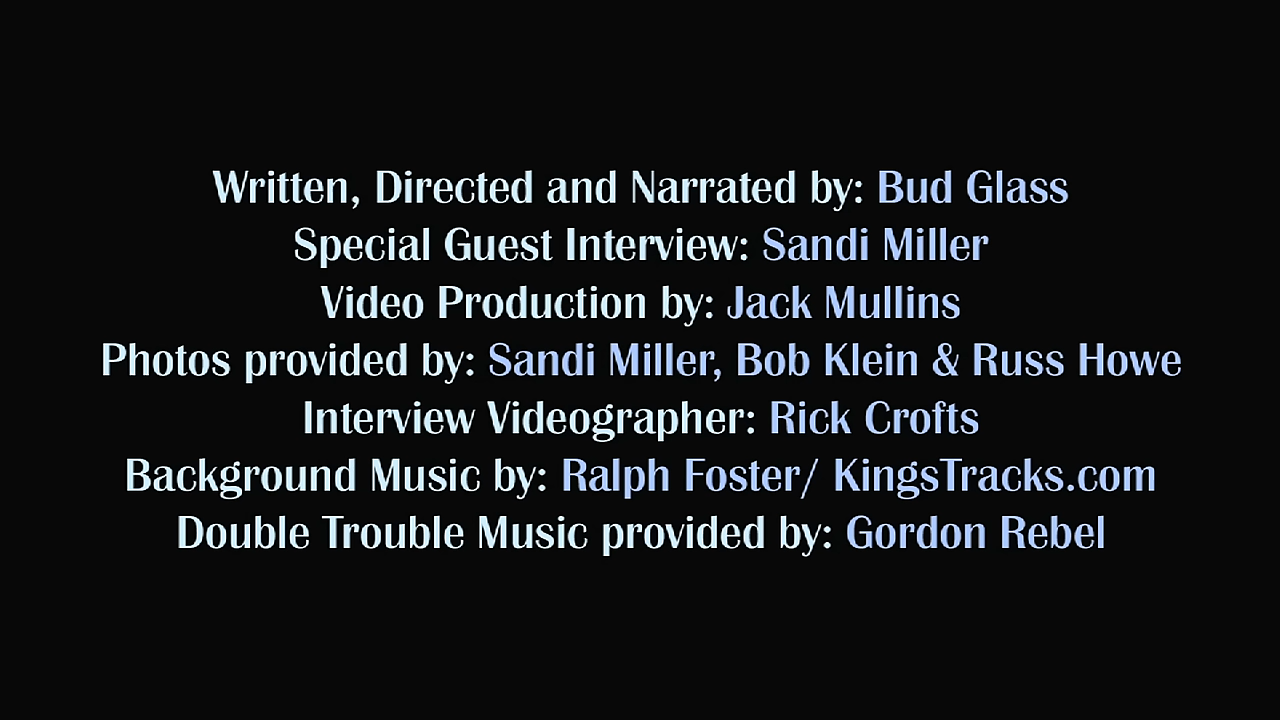 Written, Directed and Narrated by: Bud Glass
Special Guest Interview: Sandi Miller
Video Production by: Jack Mullins
Photos provided by: Sandi Miller, Bob Klein & Russ Howe
Interview Videographer: Rick Crofts
Background Music by: Ralph Foster/ KingsTracks.com
Double Trouble Music provided by: Gordon Rebel